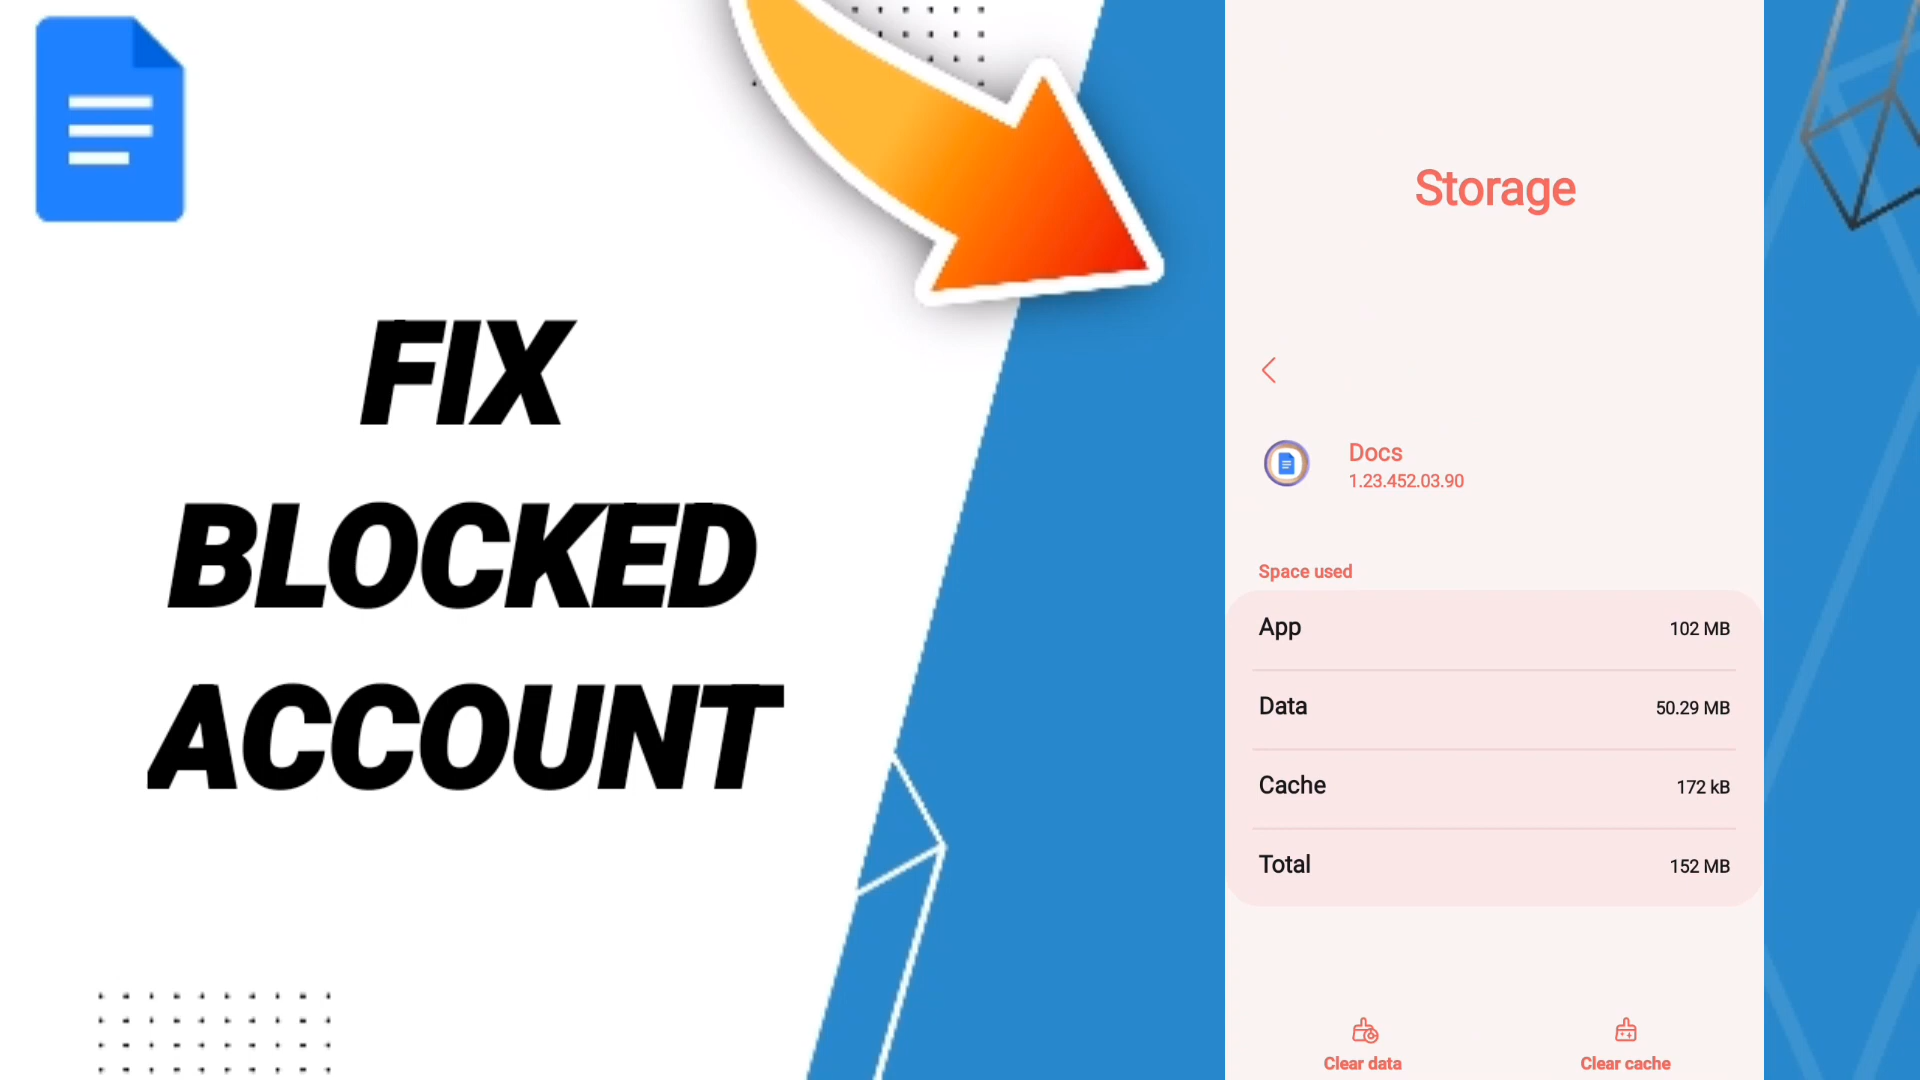 FIX
BLOCKED
ACCOUNT
Storage
Docs
1.23.452.03.90
Space used
App 102 MB
Data 50.29 MB
Cache 172 kB
Total 152 MB
Clear data Clear cache